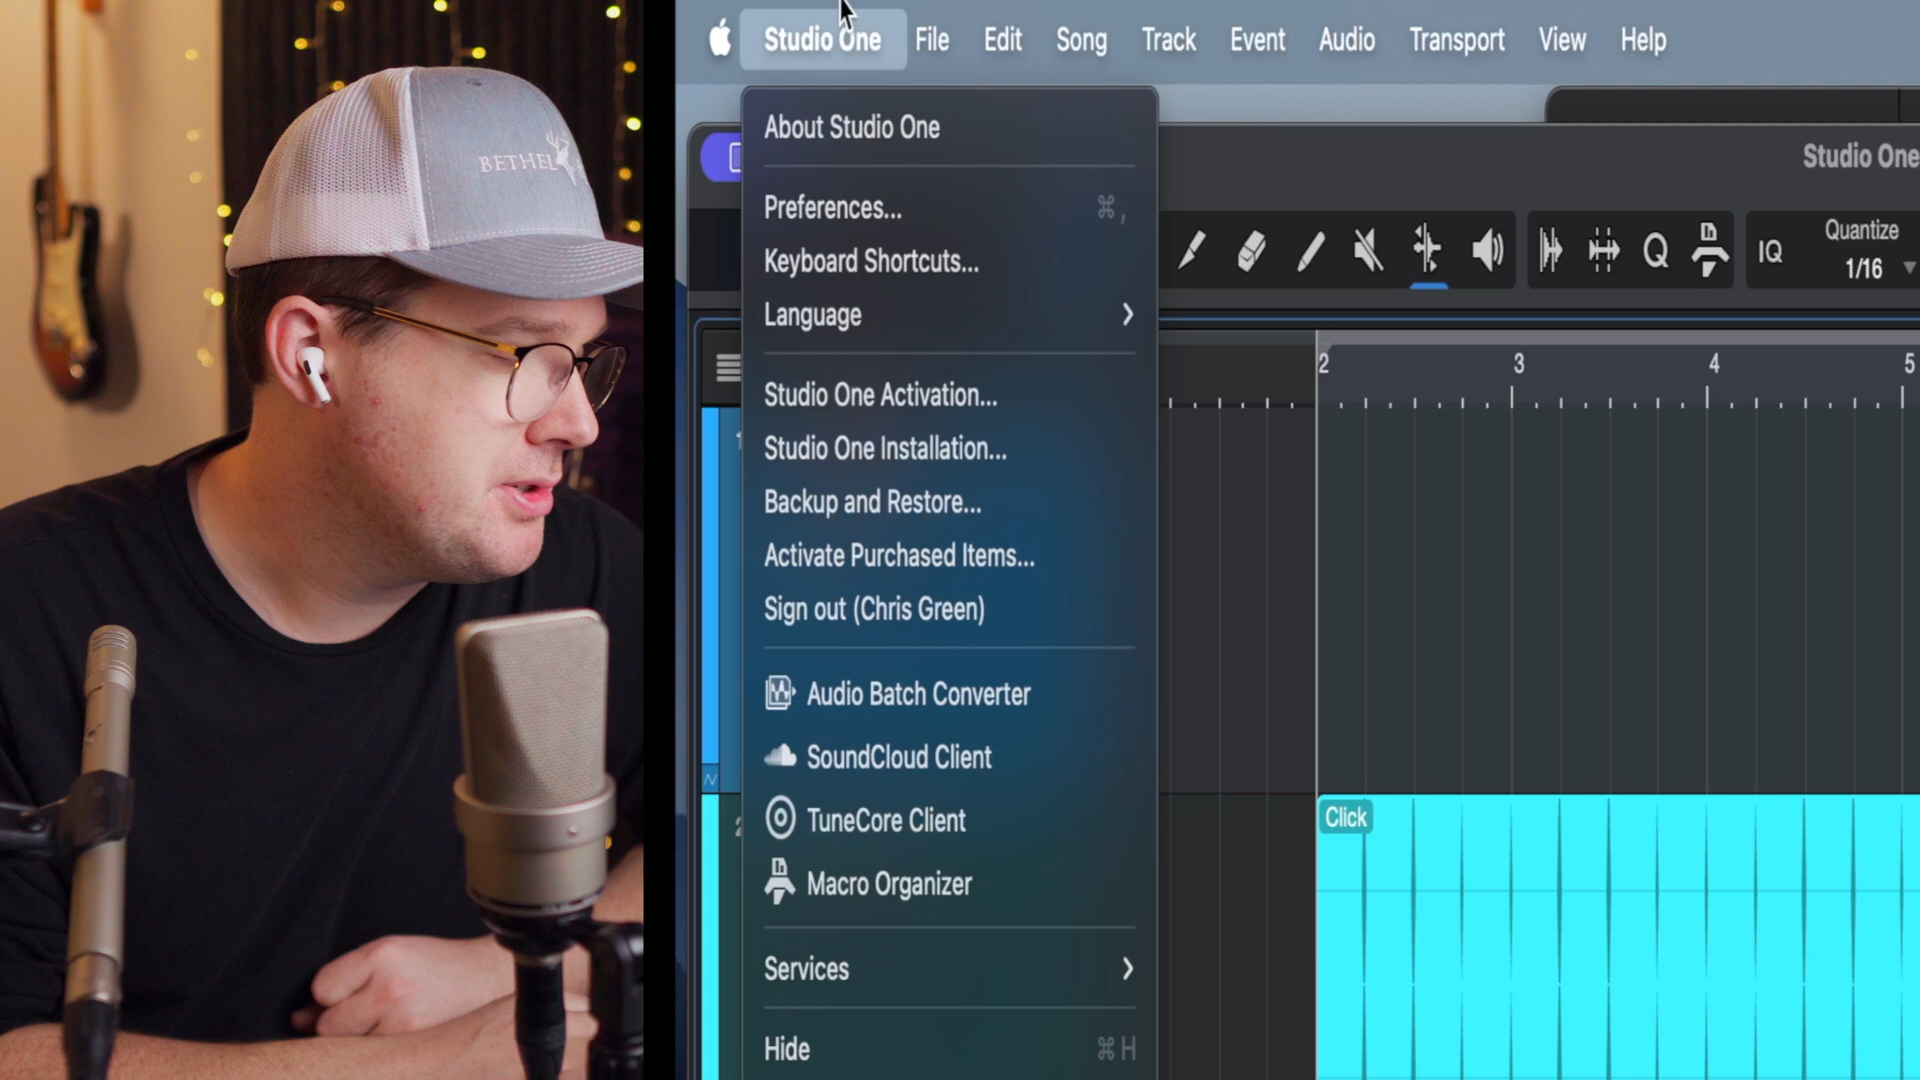 BETHEL
Studio One File Edit Song Track Event Audio Transport View Help
About Studio One
Preferences... ⌘ ,
Keyboard Shortcuts...
Language
Studio One Activation...
Studio One Installation...
Backup and Restore...
Activate Purchased Items...
Sign out (Chris Green)
Audio Batch Converter
SoundCloud Client
TuneCore Client
Macro Organizer
Services
Hide ⌘ H
Studio One
Q
IQ
Quantize
1/16
2 3 4 5
1
2
Click